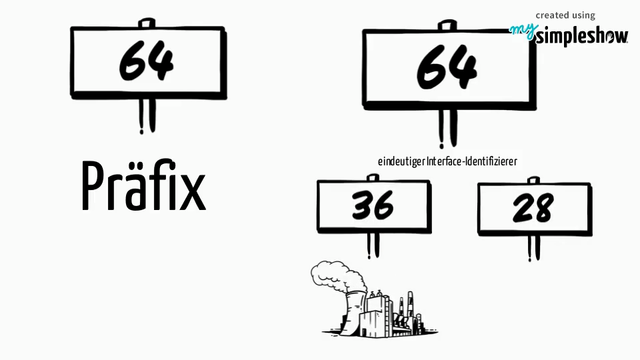 created using
my simpleshow
64
64
Präfix
eindeutiger Interface-Identifizierer
36
28